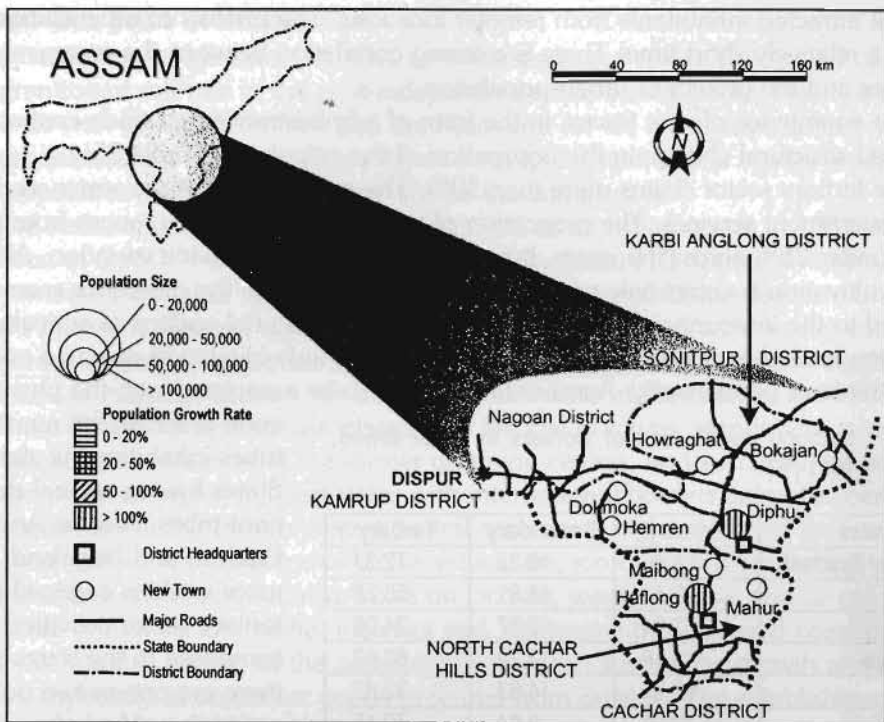 ASSAM
0 40 80 120 160 km
N
KARBI ANGLONG DISTRICT
Population Size
0 - 20,000
20,000 - 50,000
50,000 - 100,000
> 100,000
SONITPUR DISTRICT
Population Growth Rate
0 - 20%
20 - 50%
50 - 100%
> 100%
District Headquarters
New Town
Major Roads
State Boundary
District Boundary
Nagoan District
Howraghat
Bokajan
DISPUR
KAMRUP DISTRICT
Dokmoka
Hemren
Diphu
Maibong
Haflong
Mahur
NORTH CACHAR
HILLS DISTRICT
CACHAR DISTRICT